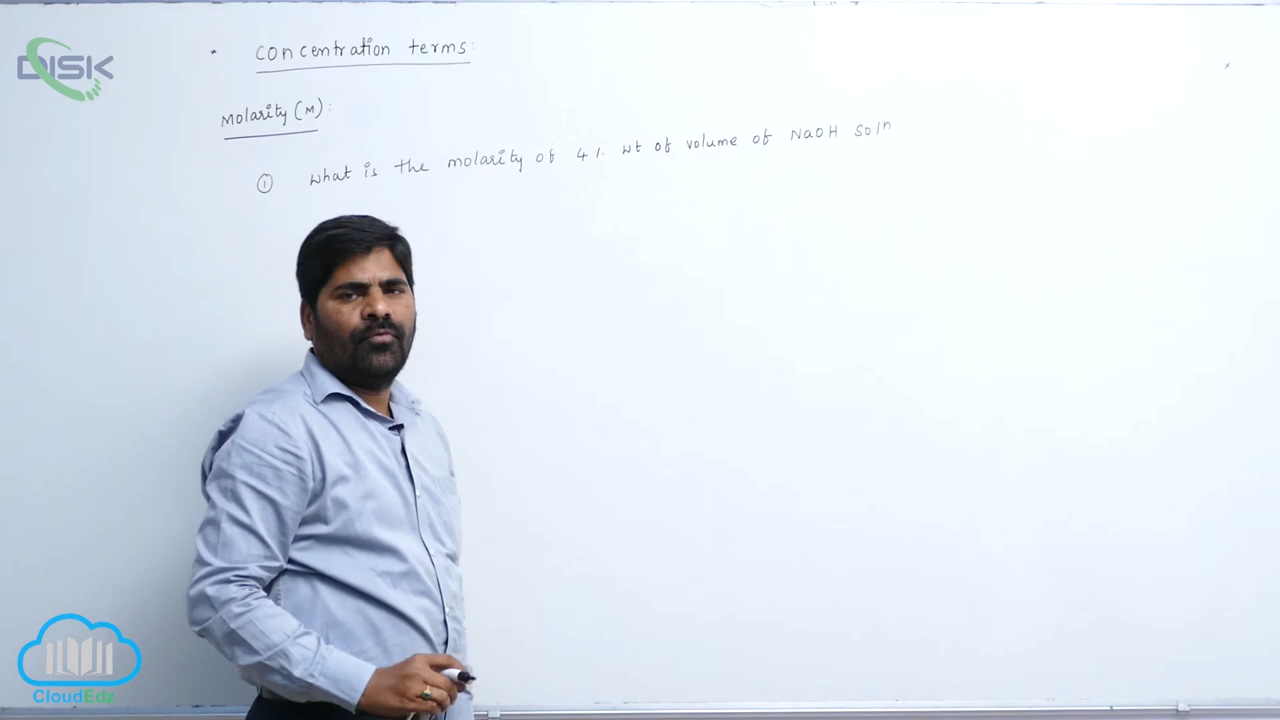 DISK
Concentration terms:
Molarity (M):
① What is the molarity of 4%. wt of volume of NaOH Soln
CloudEdz